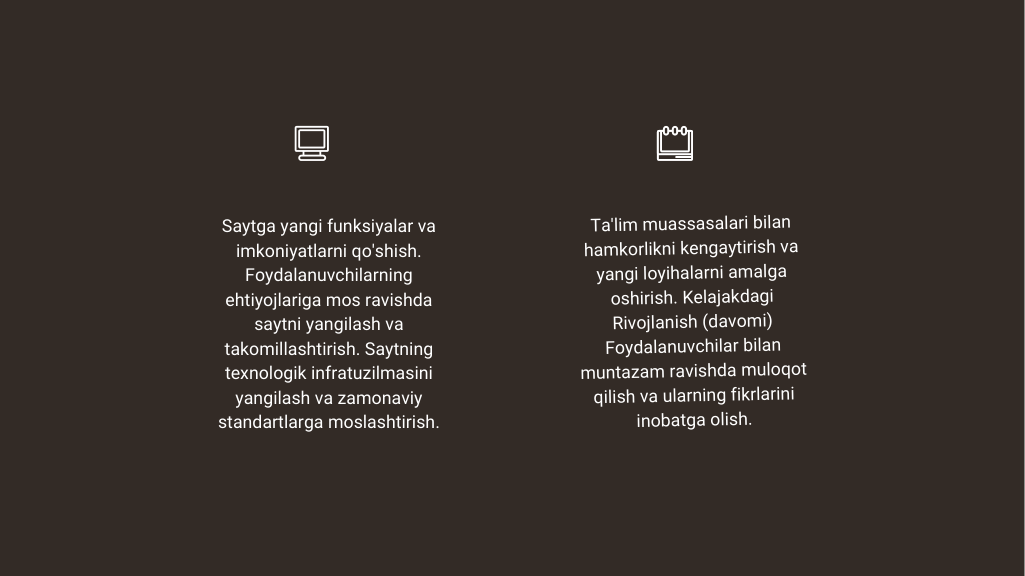 Saytga yangi funksiyalar va
imkoniyatlarni qo'shish.
Foydalanuvchilarning
ehtiyojlariga mos ravishda
saytni yangilash va
takomillashtirish. Saytning
texnologik infratuzilmasini
yangilash va zamonaviy
standartlarga moslashtirish.
Ta'lim muassasalari bilan
hamkorlikni kengaytirish va
yangi loyihalarni amalga
oshirish. Kelajakdagi
Rivojlanish (davomi)
Foydalanuvchilar bilan
muntazam ravishda muloqot
qilish va ularning fikrlarini
inobatga olish.